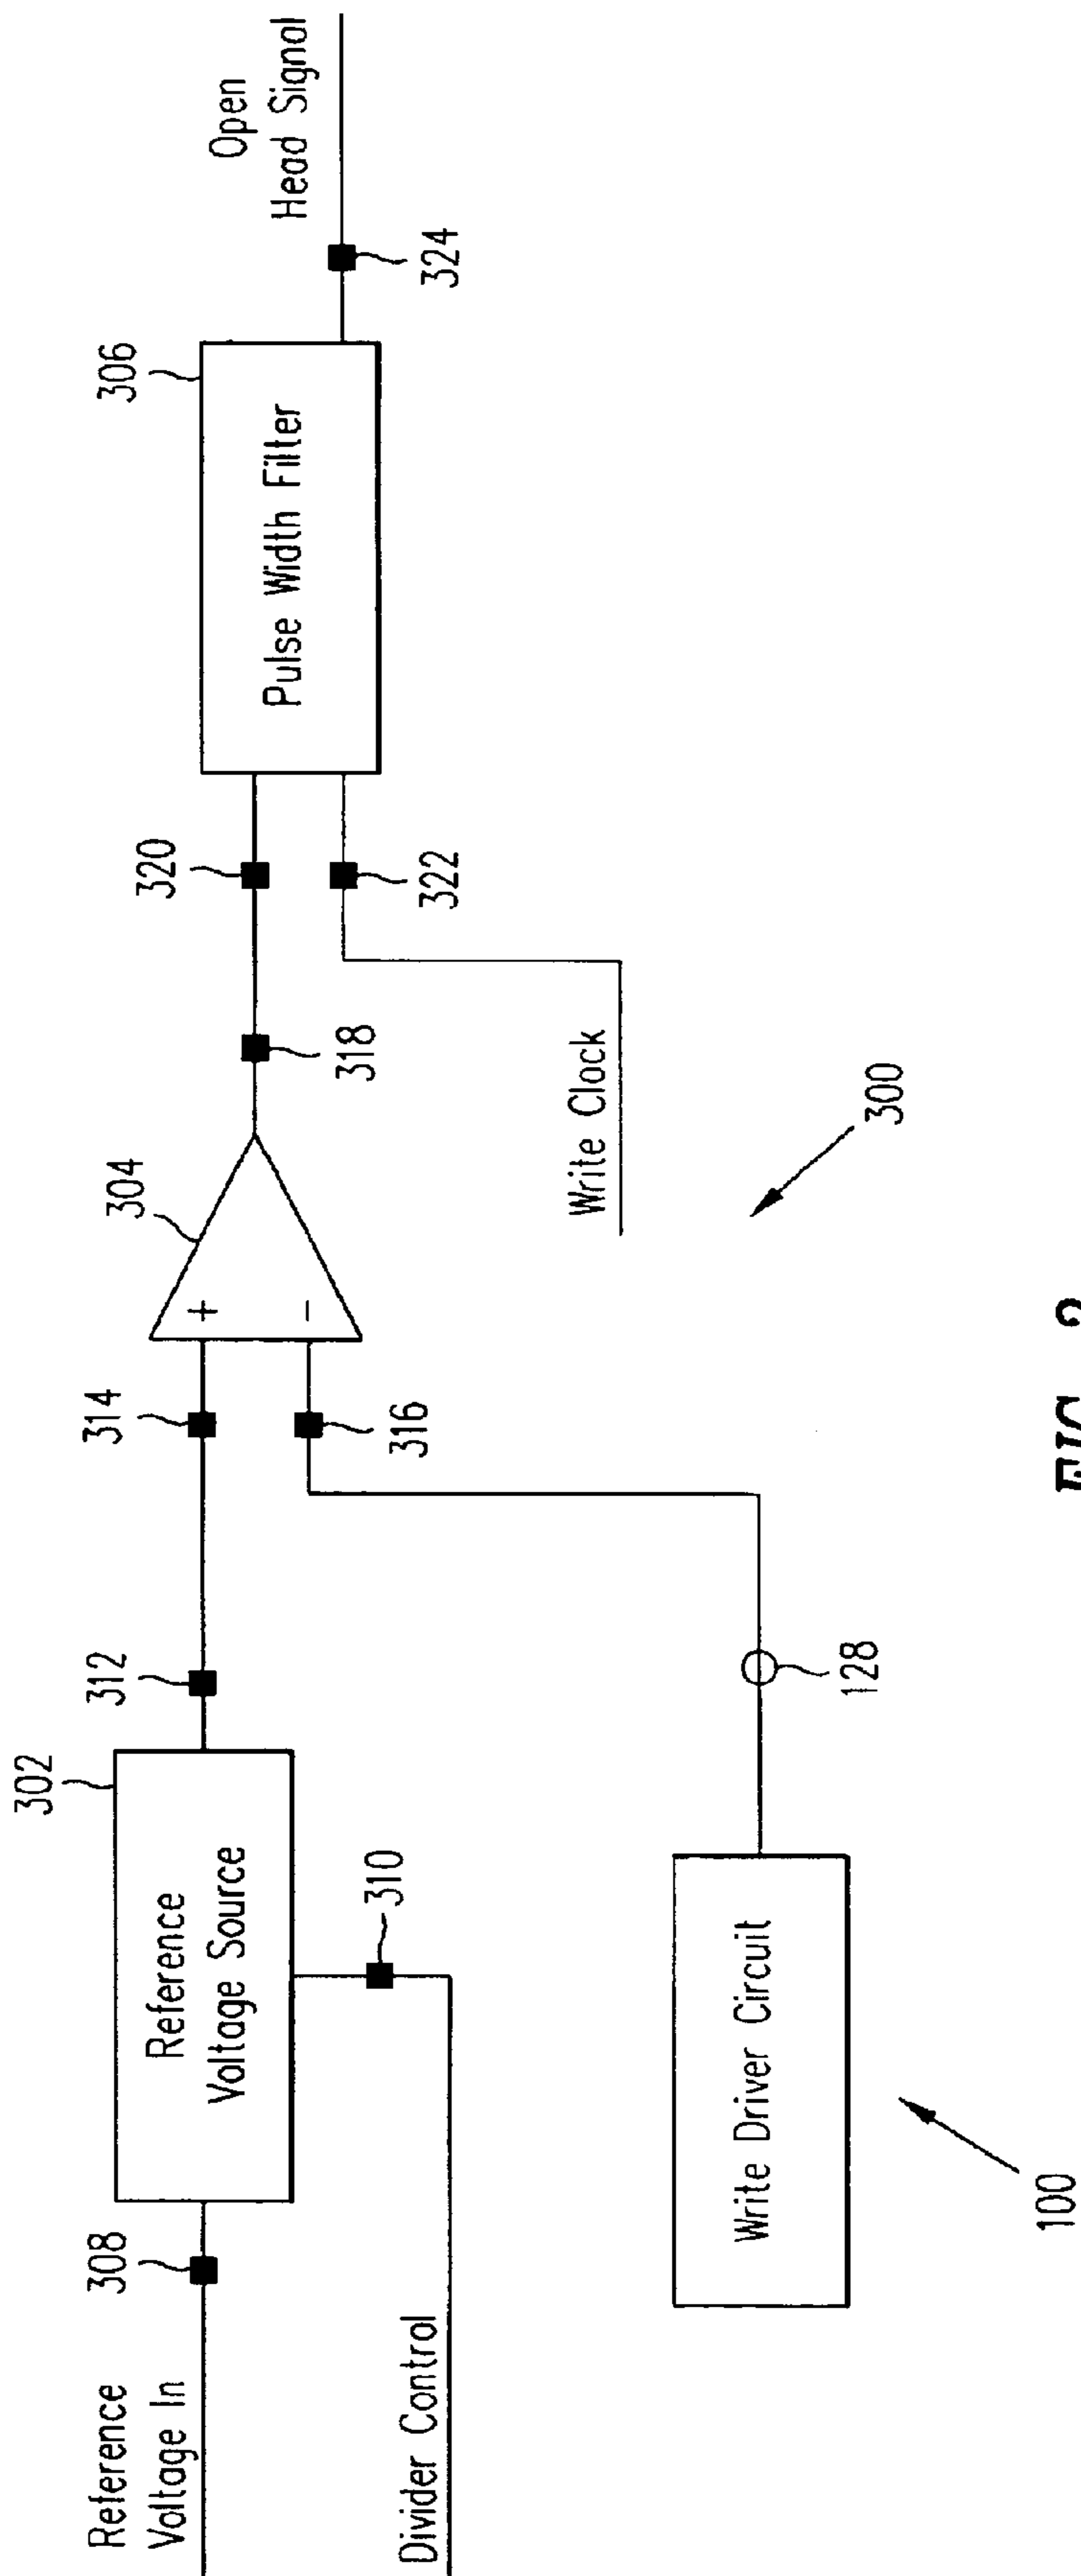 Reference
Voltage In
308
302
Reference
Voltage Source
310
Divider Control
312
314
316
+
−
304
318
320
322
Write Clock
306
Pulse Width Filter
324
Open
Head Signal
Write Driver Circuit
128
100
300
FIG.